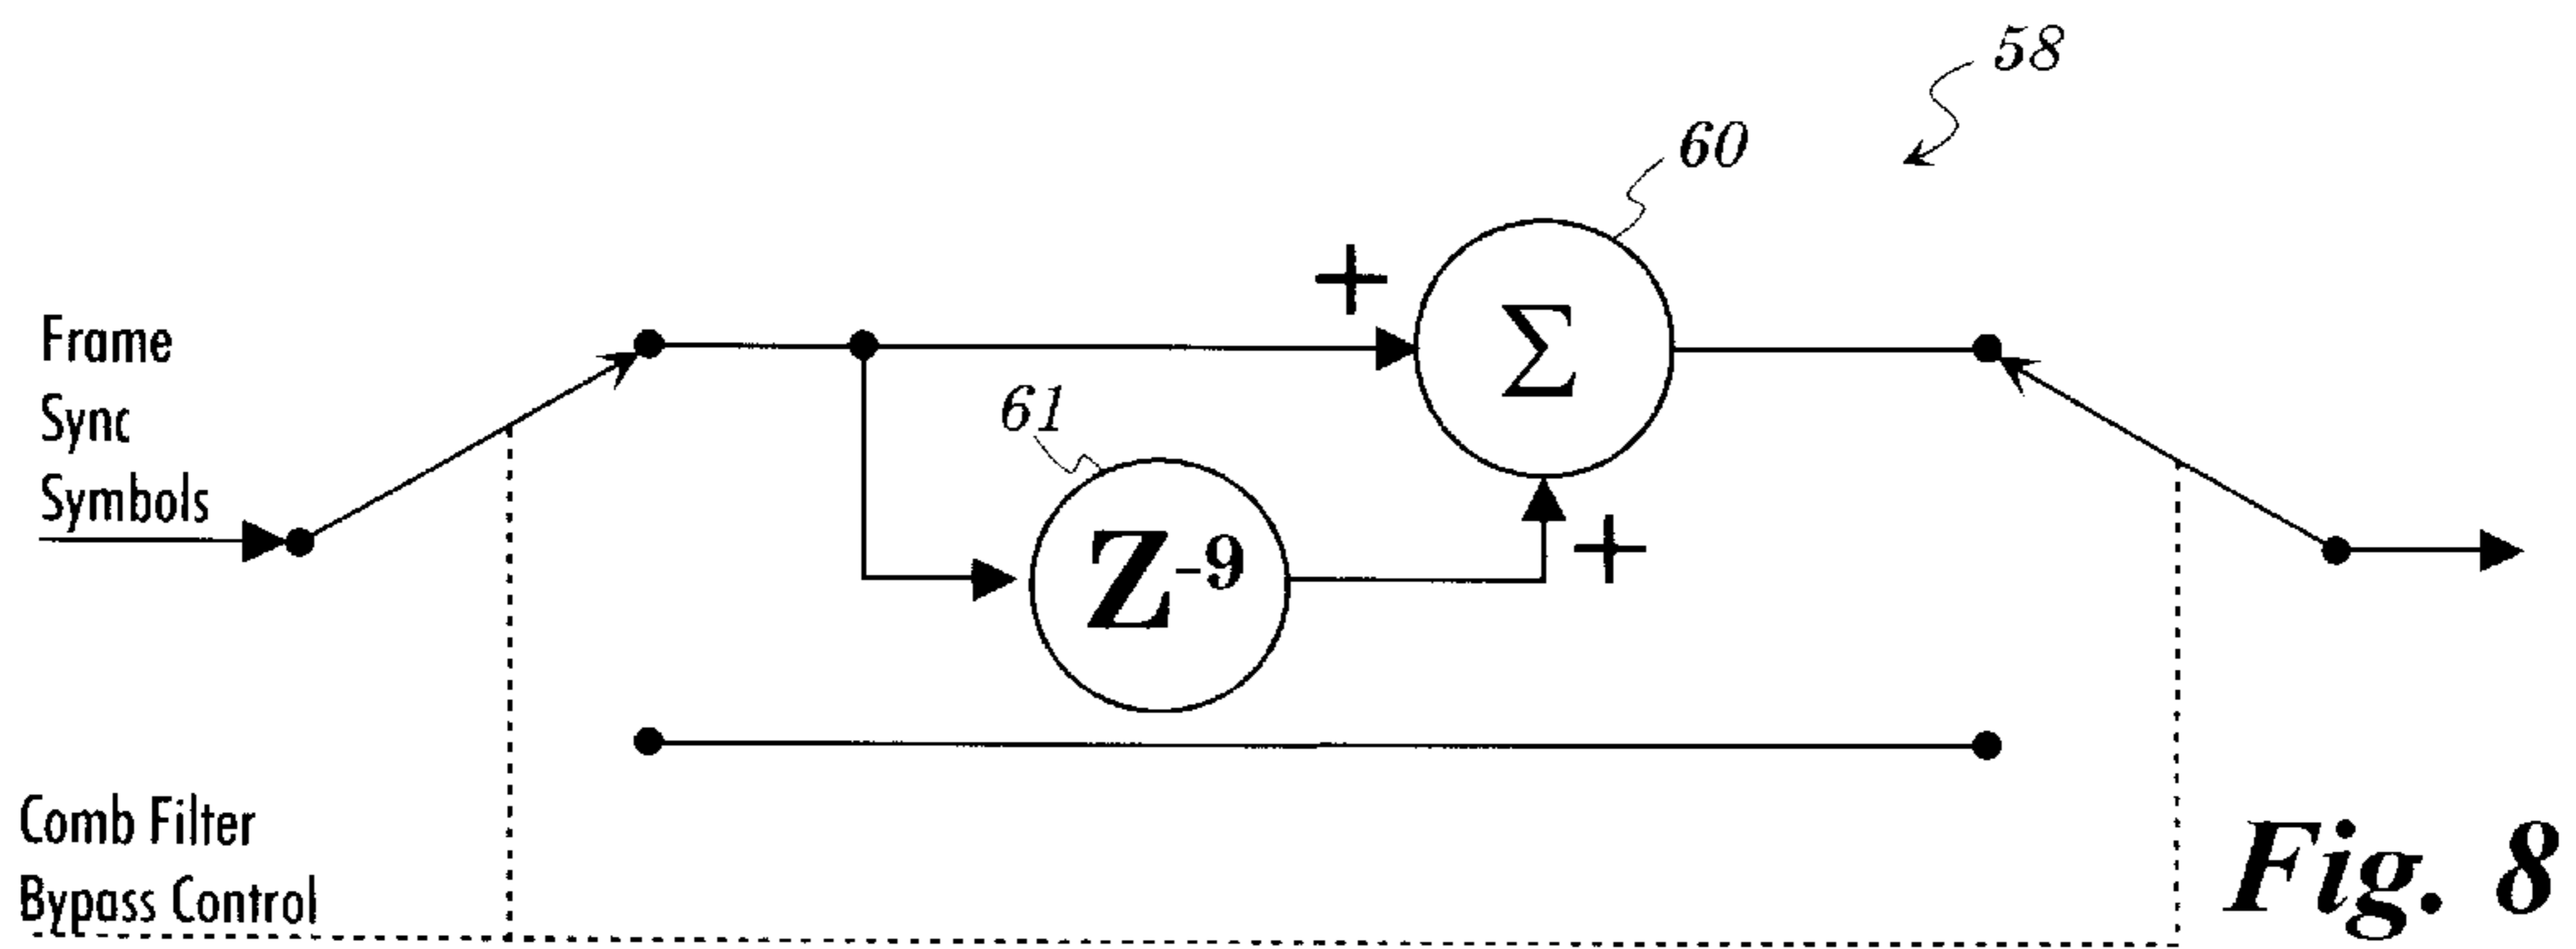 58
60
+
Frame
Sync
Symbols
Σ
61
Z-9
+
Comb Filter
Bypass Control
Fig. 8